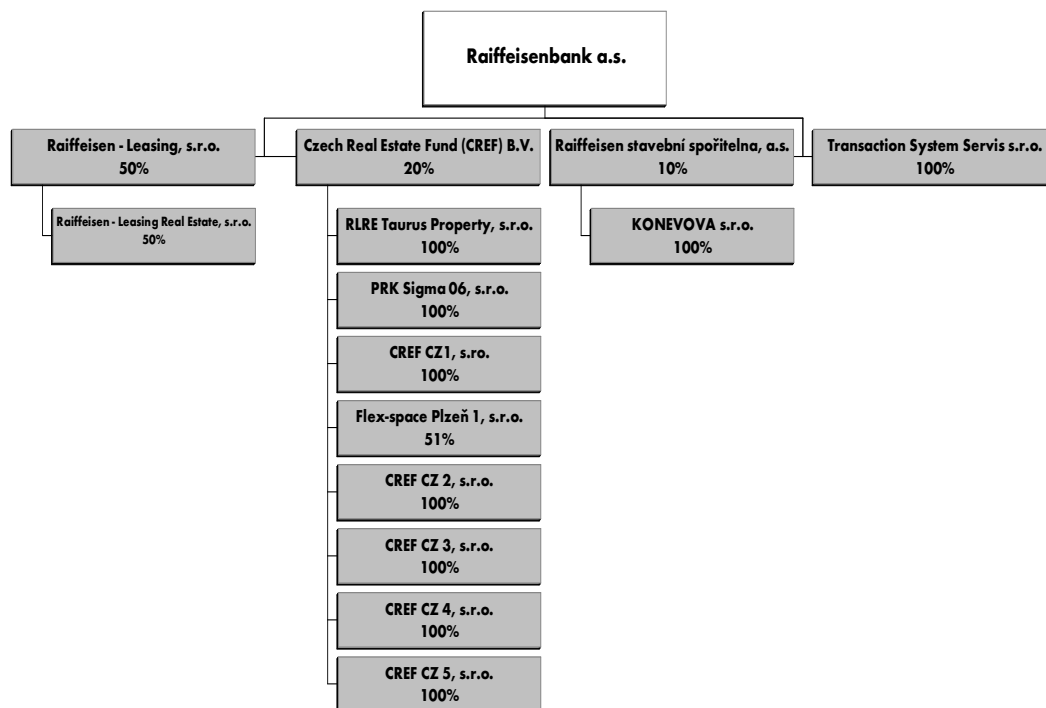 Raiffeisenbank a.s.
Raiffeisen - Leasing, s.r.o.
50%
Czech Real Estate Fund (CREF) B.V.
20%
Raiffeisen stavební spořitelna, a.s.
10%
Transaction System Servis s.r.o.
100%
Raiffeisen - Leasing Real Estate, s.r.o.
50%
RLRE Taurus Property, s.r.o.
100%
KONEVOVA s.r.o.
100%
PRK Sigma 06, s.r.o.
100%
CREF CZ1, s.ro.
100%
Flex-space Plzeň 1, s.r.o.
51%
CREF CZ 2, s.r.o.
100%
CREF CZ 3, s.r.o.
100%
CREF CZ 4, s.r.o.
100%
CREF CZ 5, s.r.o.
100%